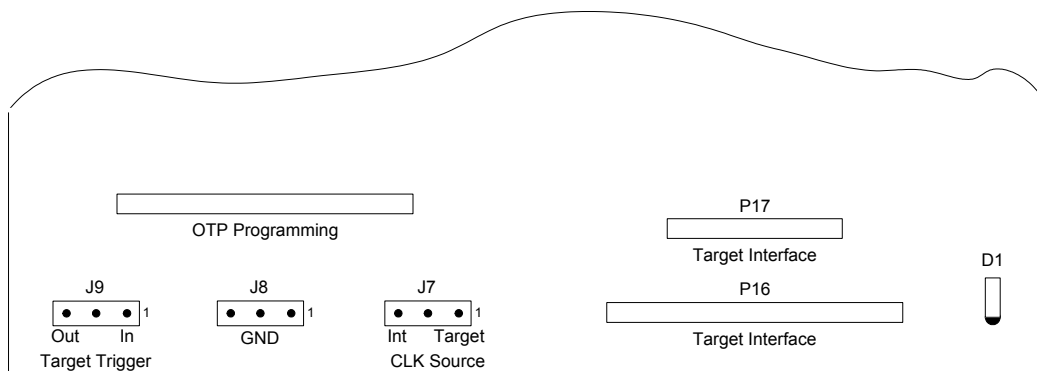 OTP Programming
P17
Target Interface
D1
J9
1
Out In
Target Trigger
J8
1
GND
J7
1
Int Target
CLK Source
P16
Target Interface